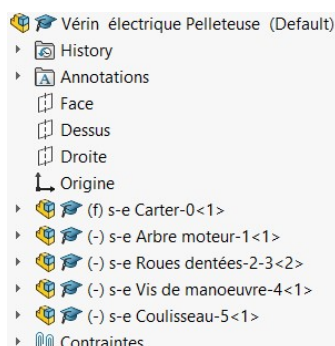 Vérin  électrique Pelleteuse  (Default)
History
Annotations
Face
Dessus
Droite
Origine
(f) s-e Carter-0<1>
(-) s-e Arbre moteur-1<1>
(-) s-e Roues dentées-2-3<2>
(-) s-e Vis de manoeuvre-4<1>
(-) s-e Coulisseau-5<1>
Contraintes